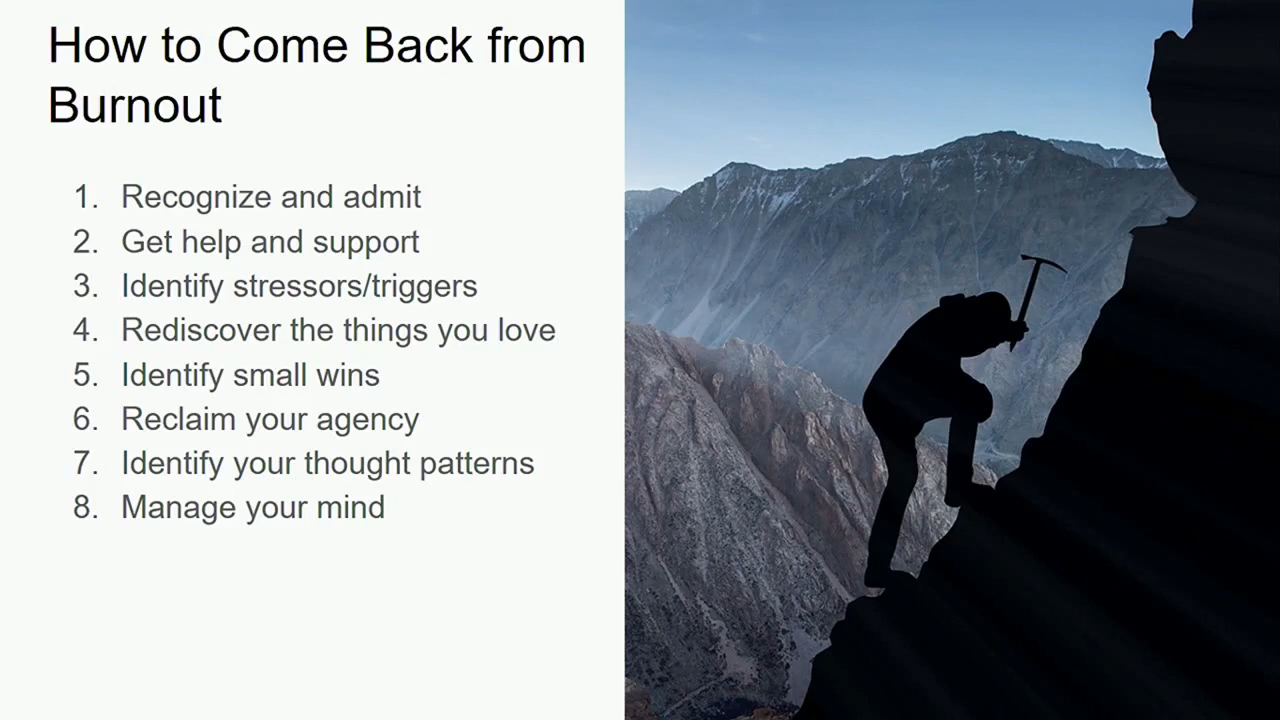 How to Come Back from
Burnout
1. Recognize and admit
2. Get help and support
3. Identify stressors/triggers
4. Rediscover the things you love
5. Identify small wins
6. Reclaim your agency
7. Identify your thought patterns
8. Manage your mind